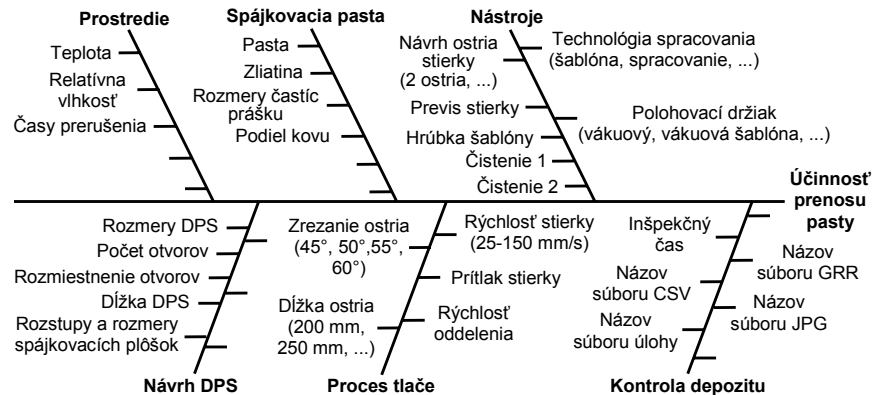 Prostredie
Teplota
Relatívna
vlhkosť
Časy prerušenia
Spájkovacia pasta
Pasta
Zliatina
Rozmery častíc
prášku
Podiel kovu
Nástroje
Návrh ostria
stierky
(2 ostria, ...)
Previs stierky
Hrúbka šablóny
Čistenie 1
Čistenie 2
Technológia spracovania
(šablóna, spracovanie, ...)
Polohovací držiak
(vákuový, vákuová šablóna, ...)
Účinnosť
prenosu
pasty
Rozmery DPS
Počet otvorov
Rozmiestnenie otvorov
Dĺžka DPS
Rozstupy a rozmery
spájkovacích plôšok
Návrh DPS
Zrezanie ostria
(45°, 50°,55°,
60°)
Dĺžka ostria
(200 mm,
250 mm, ...)
Rýchlosť stierky
(25-150 mm/s)
Prítlak stierky
Rýchlosť
oddelenia
Proces tlače
Inšpekčný
čas
Názov
súboru CSV
Názov
súboru úlohy
Názov
súboru GRR
Názov
súboru JPG
Kontrola depozitu